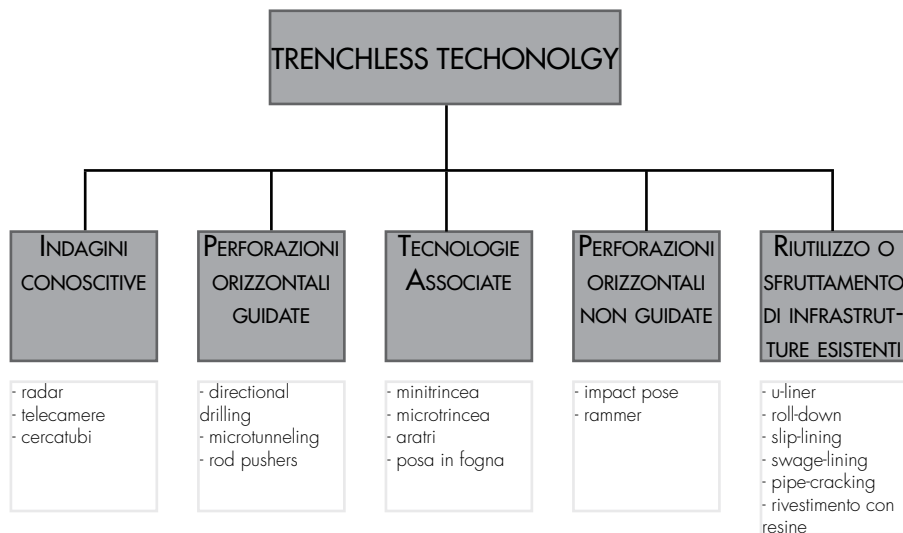 TRENCHLESS TECHONOLGY
INDAGINI
CONOSCITIVE
- radar
- telecamere
- cercatubi
PERFORAZIONI
ORIZZONTALI
GUIDATE
- directional
drilling
- microtunneling
- rod pushers
TECNOLOGIE
ASSOCIATE
- minitrincea
- microtrincea
- aratri
- posa in fogna
PERFORAZIONI
ORIZZONTALI
NON GUIDATE
- impact pose
- rammer
RIUTILIZZO O
SFRUTTAMENTO
DI INFRASTRUT-
TURE ESISTENTI
- u-liner
- roll-down
- slip-lining
- swage-lining
- pipe-cracking
- rivestimento con
resine